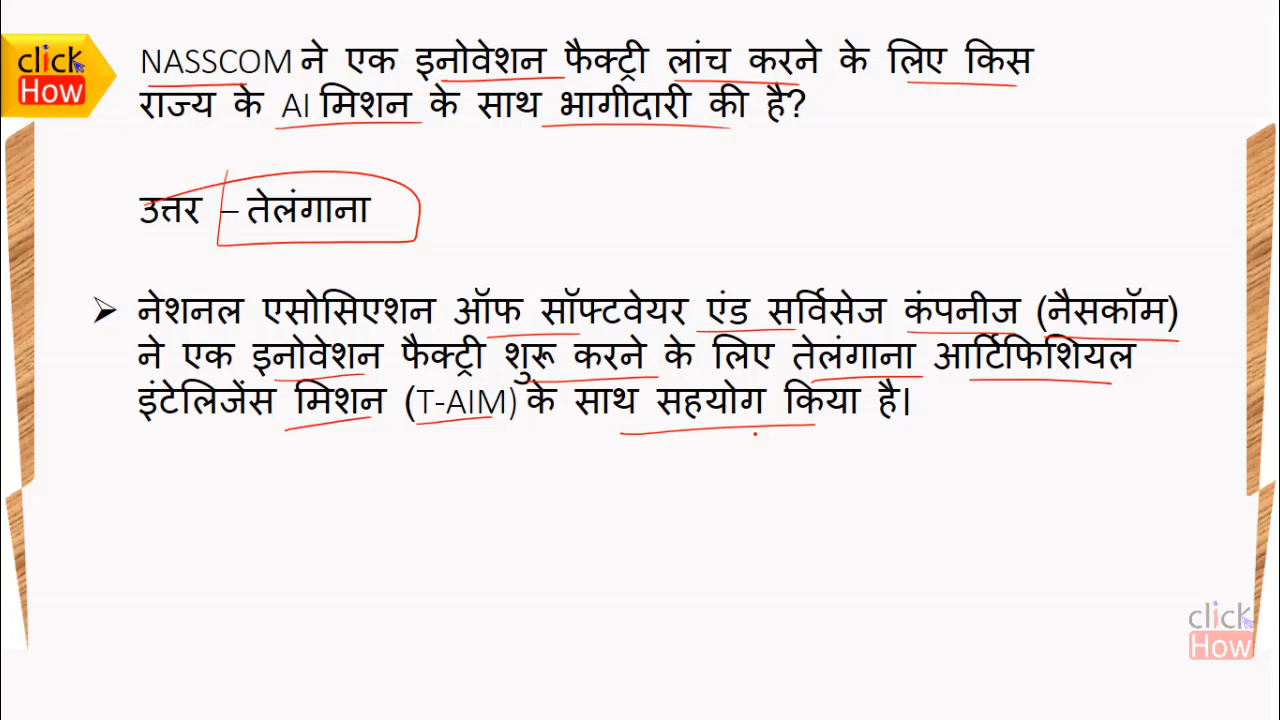 click
How
NASSCOM ने एक इनोवेशन फैक्ट्री लांच करने के लिए किस
राज्य के AI मिशन के साथ भागीदारी की है?
उत्तर – तेलंगाना
➢ नेशनल एसोसिएशन ऑफ सॉफ्टवेयर एंड सर्विसेज कंपनीज (नैसकॉम)
ने एक इनोवेशन फैक्ट्री शुरू करने के लिए तेलंगाना आर्टिफिशियल
इंटेलिजेंस मिशन (T-AIM) के साथ सहयोग किया है।
click
How